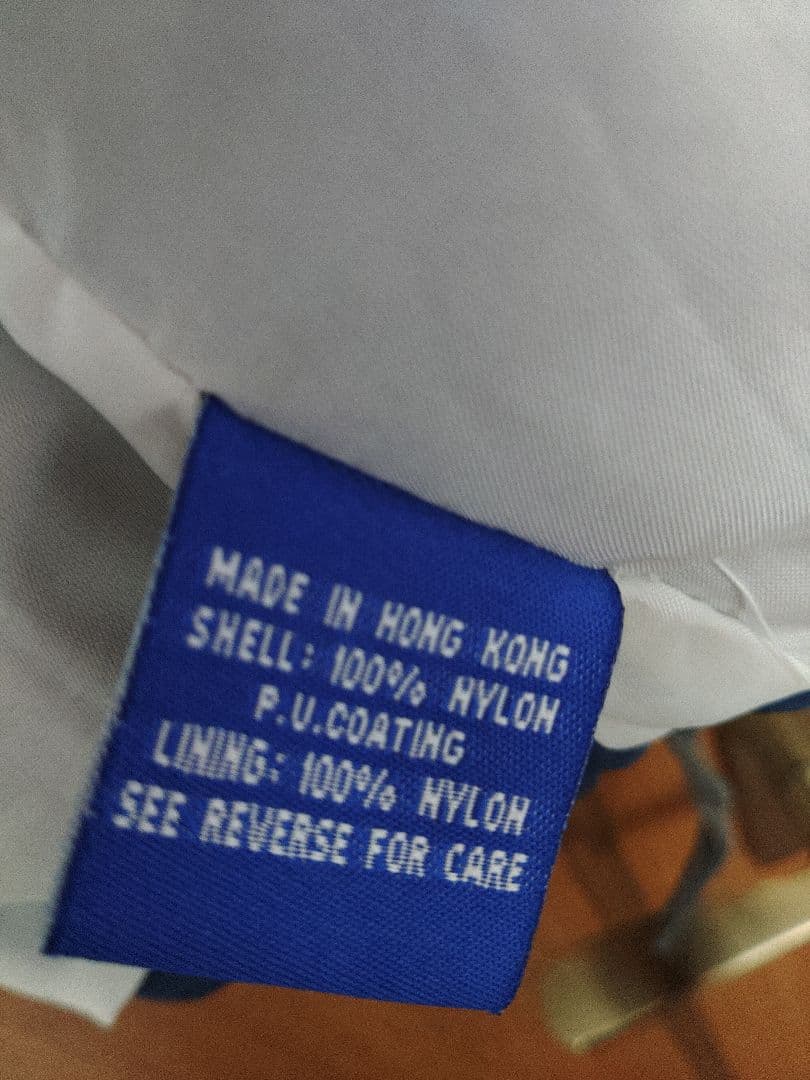 MADE IN HONG KONG
SHELL: 100% NYLON
P.U.COATING
LINING: 100% NYLON
SEE REVERSE FOR CARE